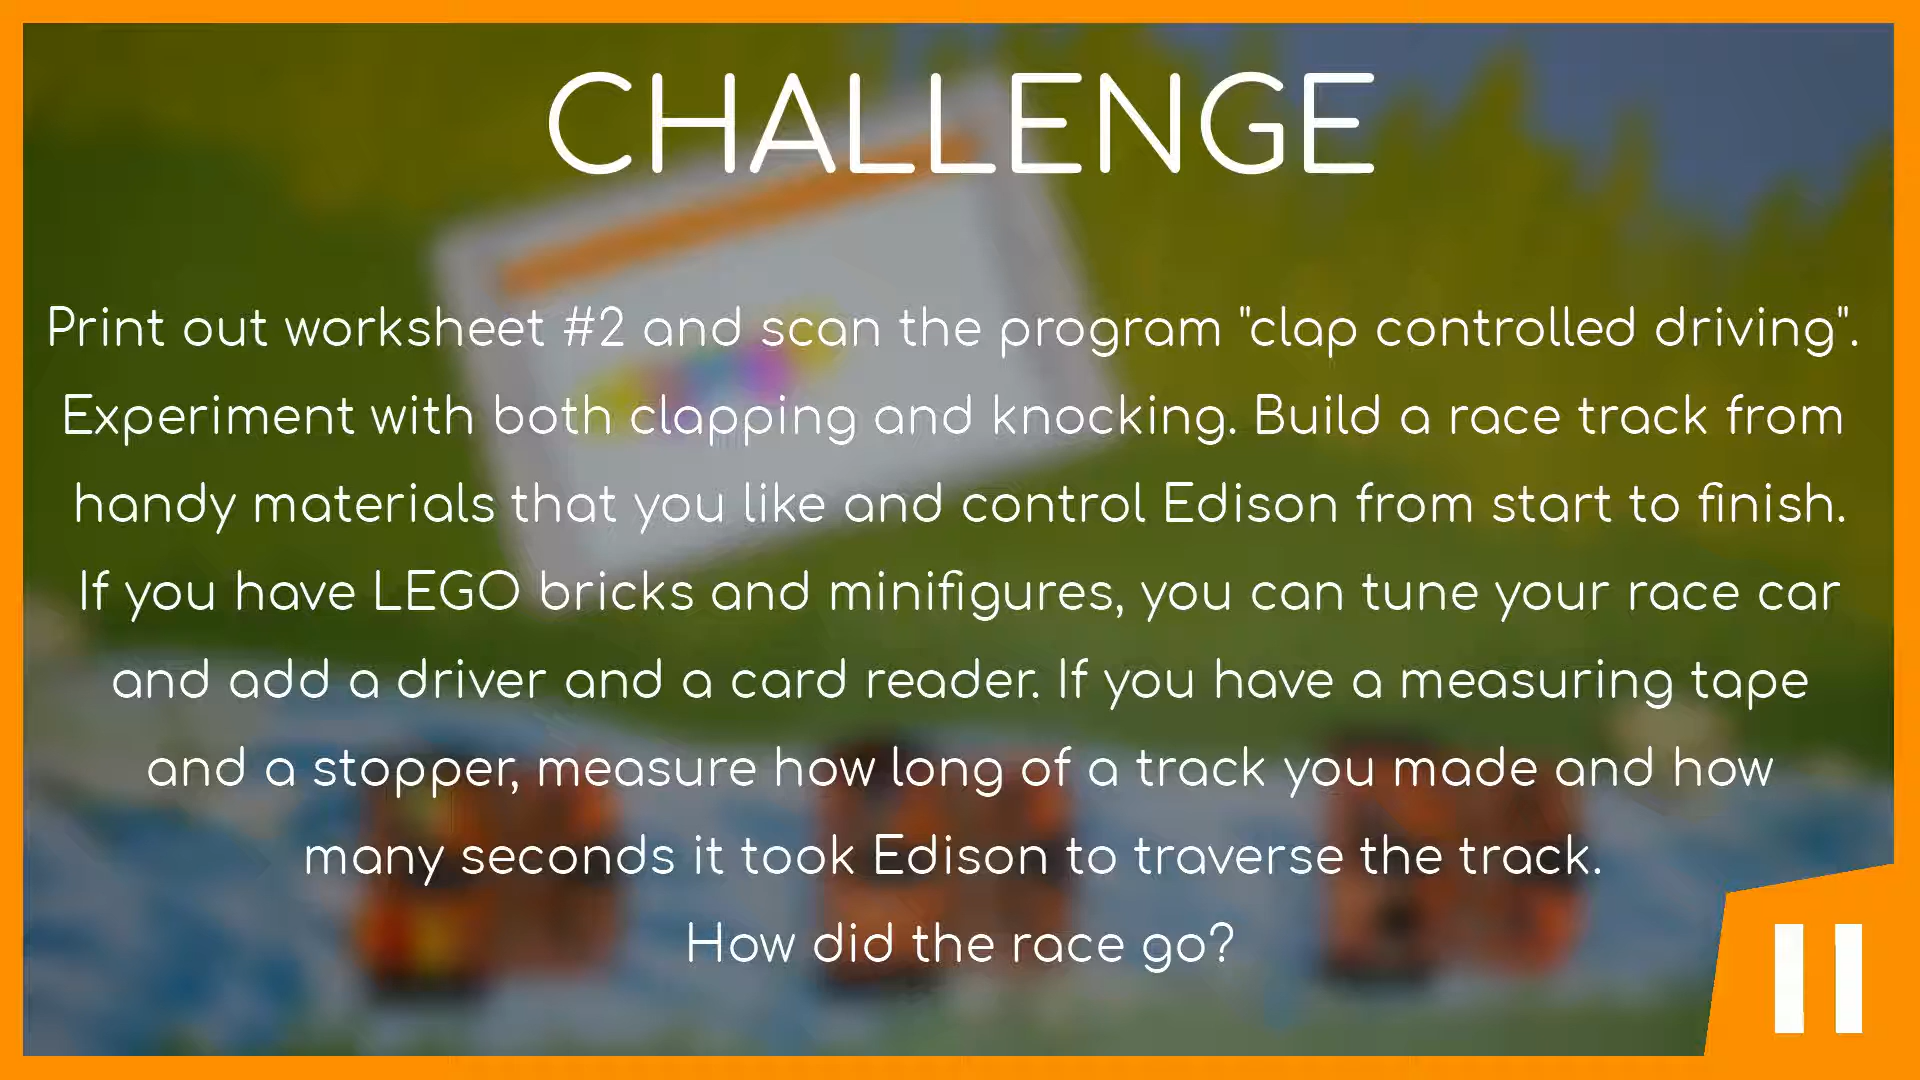 CHALLENGE
Print out worksheet #2 and scan the program "clap controlled driving".
Experiment with both clapping and knocking. Build a race track from
handy materials that you like and control Edison from start to finish.
If you have LEGO bricks and minifigures, you can tune your race car
and add a driver and a card reader. If you have a measuring tape
and a stopper, measure how long of a track you made and how
many seconds it took Edison to traverse the track.
How did the race go?